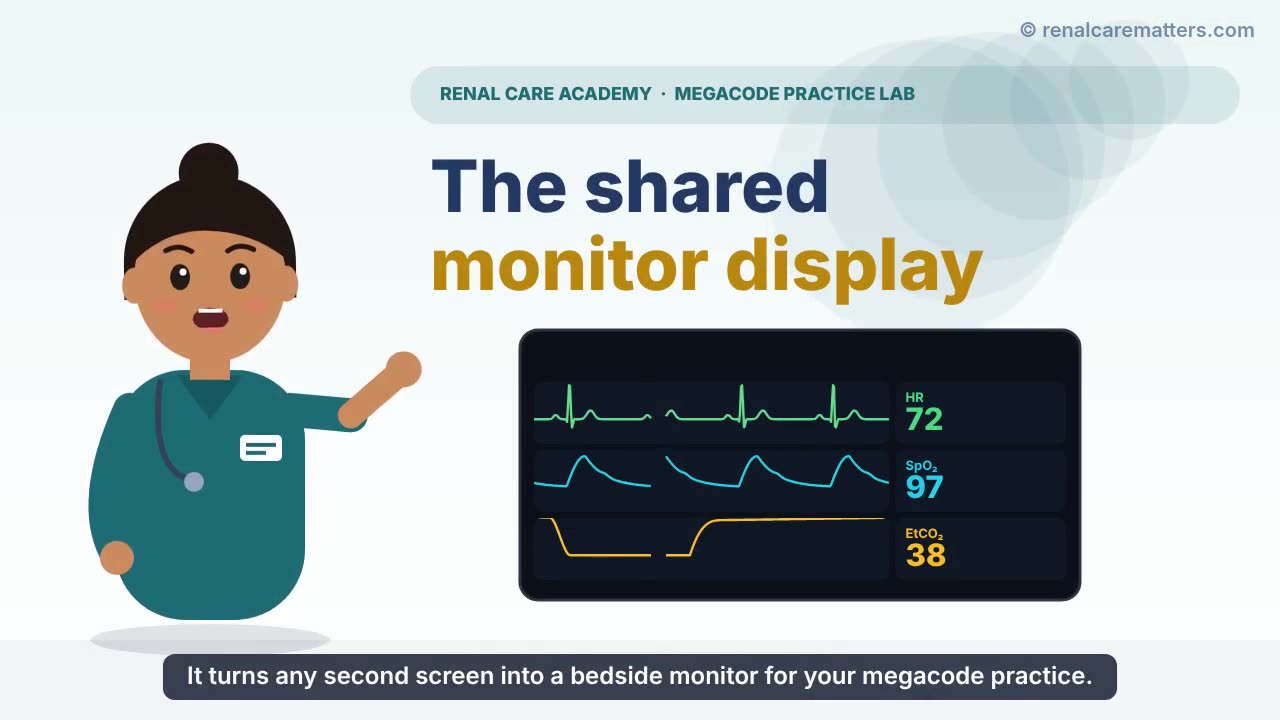 © renalcarematters.com
RENAL CARE ACADEMY · MEGACODE PRACTICE LAB
The shared
monitor display
HR
72
SpO₂
97
EtCO₂
38
It turns any second screen into a bedside monitor for your megacode practice.